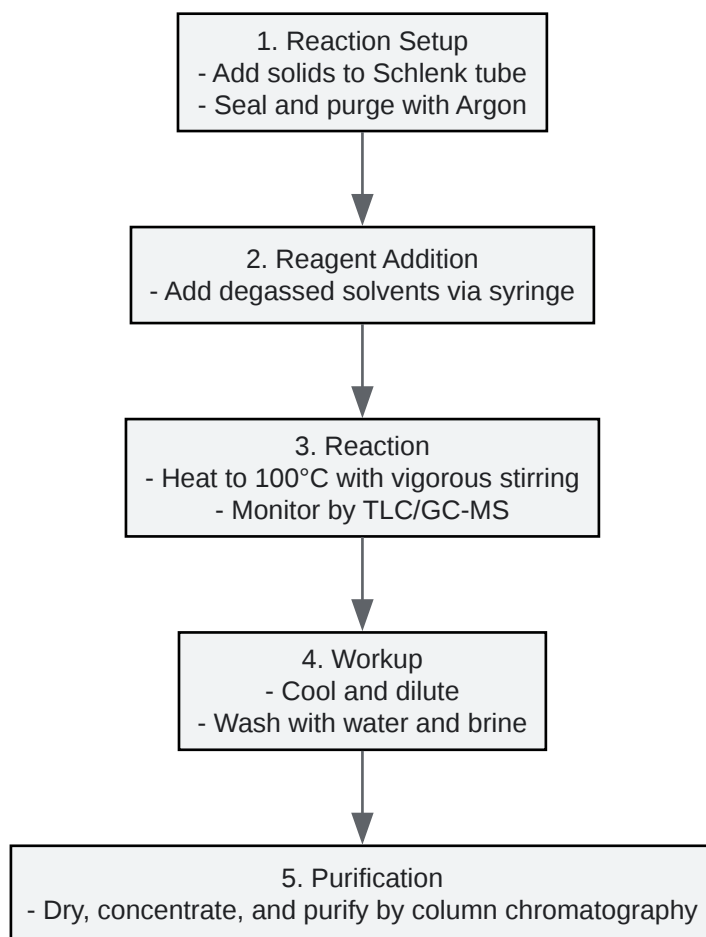 1. Reaction Setup
- Add solids to Schlenk tube
- Seal and purge with Argon
2. Reagent Addition
- Add degassed solvents via syringe
3. Reaction
- Heat to 100°C with vigorous stirring
- Monitor by TLC/GC-MS
4. Workup
- Cool and dilute
- Wash with water and brine
5. Purification
- Dry, concentrate, and purify by column chromatography